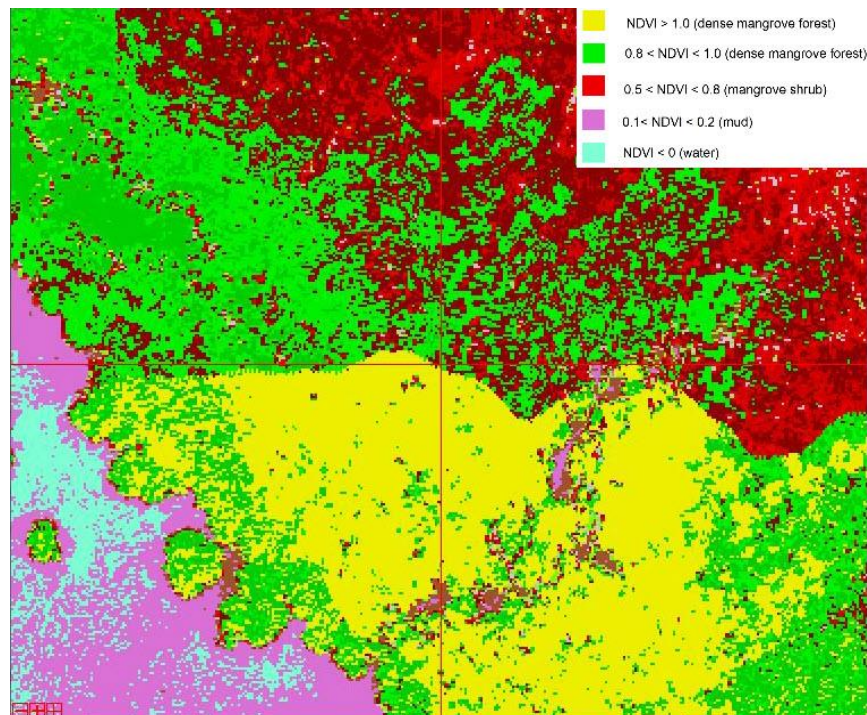 NDVI > 1.0 (dense mangrove forest)
0.8 < NDVI < 1.0 (dense mangrove forest)
0.5 < NDVI < 0.8 (mangrove shrub)
0.1< NDVI < 0.2 (mud)
NDVI < 0 (water)